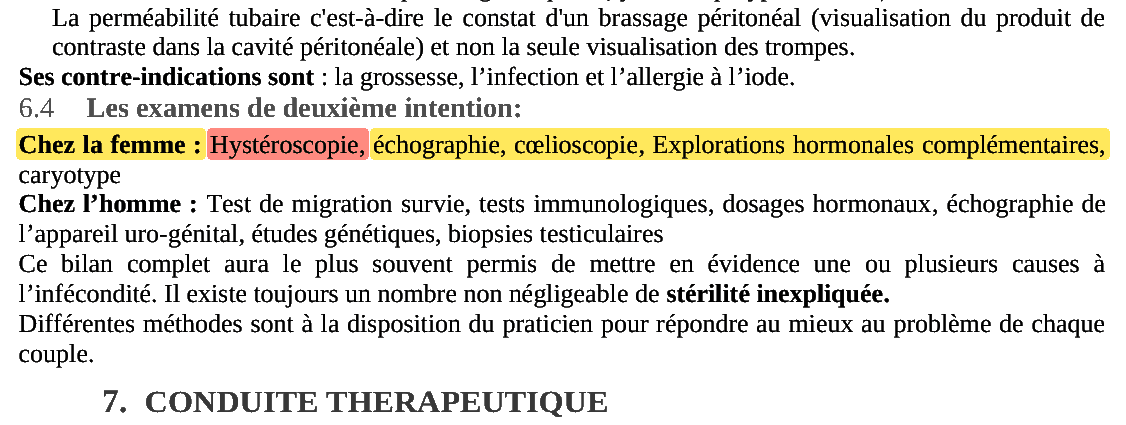 La perméabilité tubaire c'est-à-dire le constat d'un brassage péritonéal (visualisation du produit de
contraste dans la cavité péritonéale) et non la seule visualisation des trompes.
Ses contre-indications sont : la grossesse, l’infection et l’allergie à l’iode.
6.4 Les examens de deuxième intention:
Chez la femme : Hystéroscopie, échographie, cœlioscopie, Explorations hormonales complémentaires,
caryotype
Chez l’homme : Test de migration survie, tests immunologiques, dosages hormonaux, échographie de
l’appareil uro-génital, études génétiques, biopsies testiculaires
Ce bilan complet aura le plus souvent permis de mettre en évidence une ou plusieurs causes à
l’infécondité. Il existe toujours un nombre non négligeable de stérilité inexpliquée.
Différentes méthodes sont à la disposition du praticien pour répondre au mieux au problème de chaque
couple.
7. CONDUITE THERAPEUTIQUE